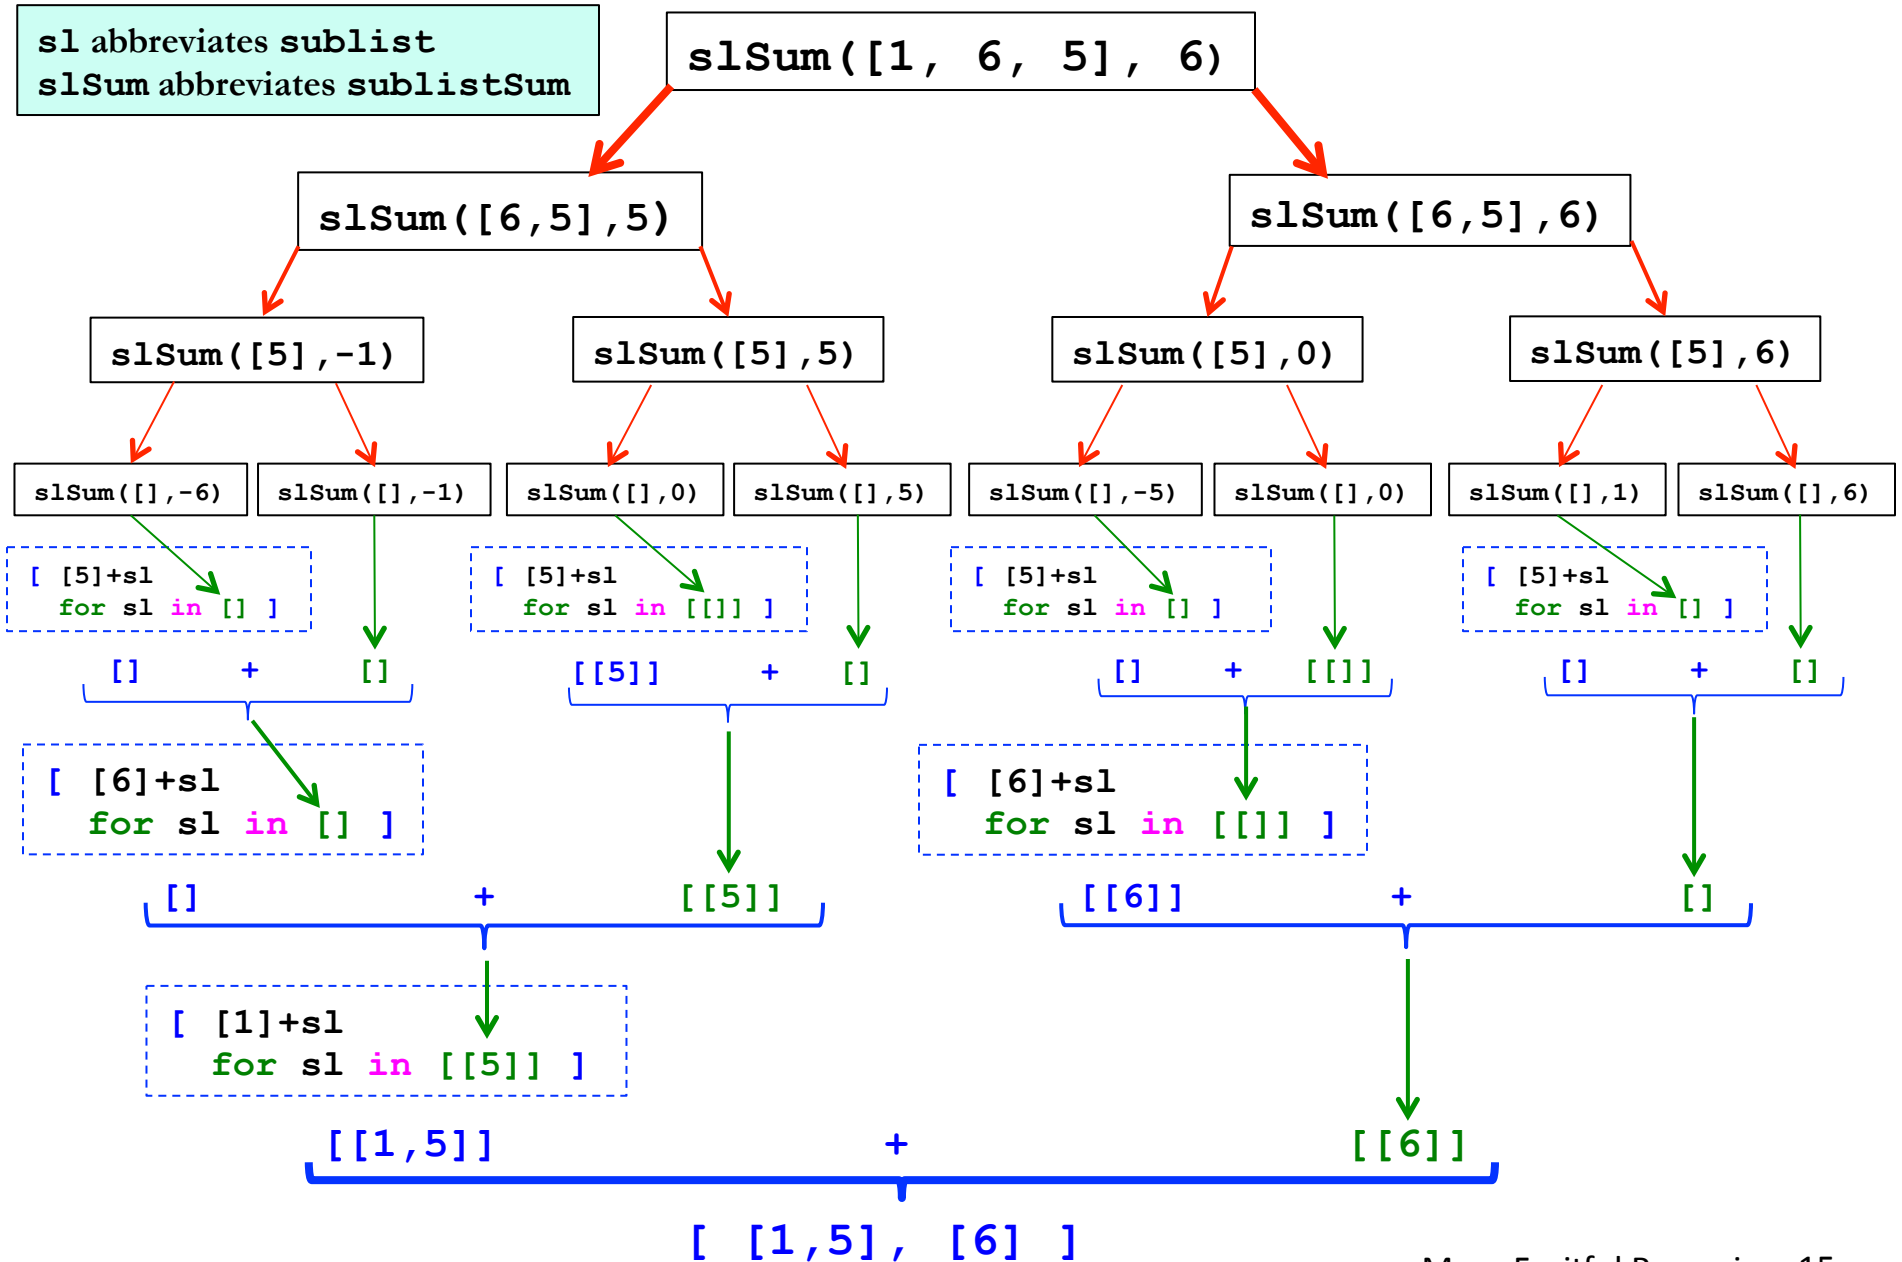 sl abbreviates sublist
slSum abbreviates sublistSum
slSum([1, 6, 5], 6)
slSum([6,5],5)
slSum([6,5],6)
slSum([5],-1)
slSum([5],5)
slSum([5],0)
slSum([5],6)
slSum([],-6)
slSum([],-1)
slSum([],0)
slSum([],5)
slSum([],-5)
slSum([],0)
slSum([],1)
slSum([],6)
[ [5]+sl
for sl in [] ]
[ [5]+sl
for sl in [[]] ]
[ [5]+sl
for sl in [] ]
[ [5]+sl
for sl in [] ]
[] + []
[[5]] + []
[] + [[]]
[] + []
[ [6]+sl
for sl in [] ]
[ [6]+sl
for sl in [[]] ]
[] + [[5]]
[[6]] + []
[ [1]+sl
for sl in [[5]] ]
[[1,5]] + [[6]]
[ [1,5], [6] ]
15